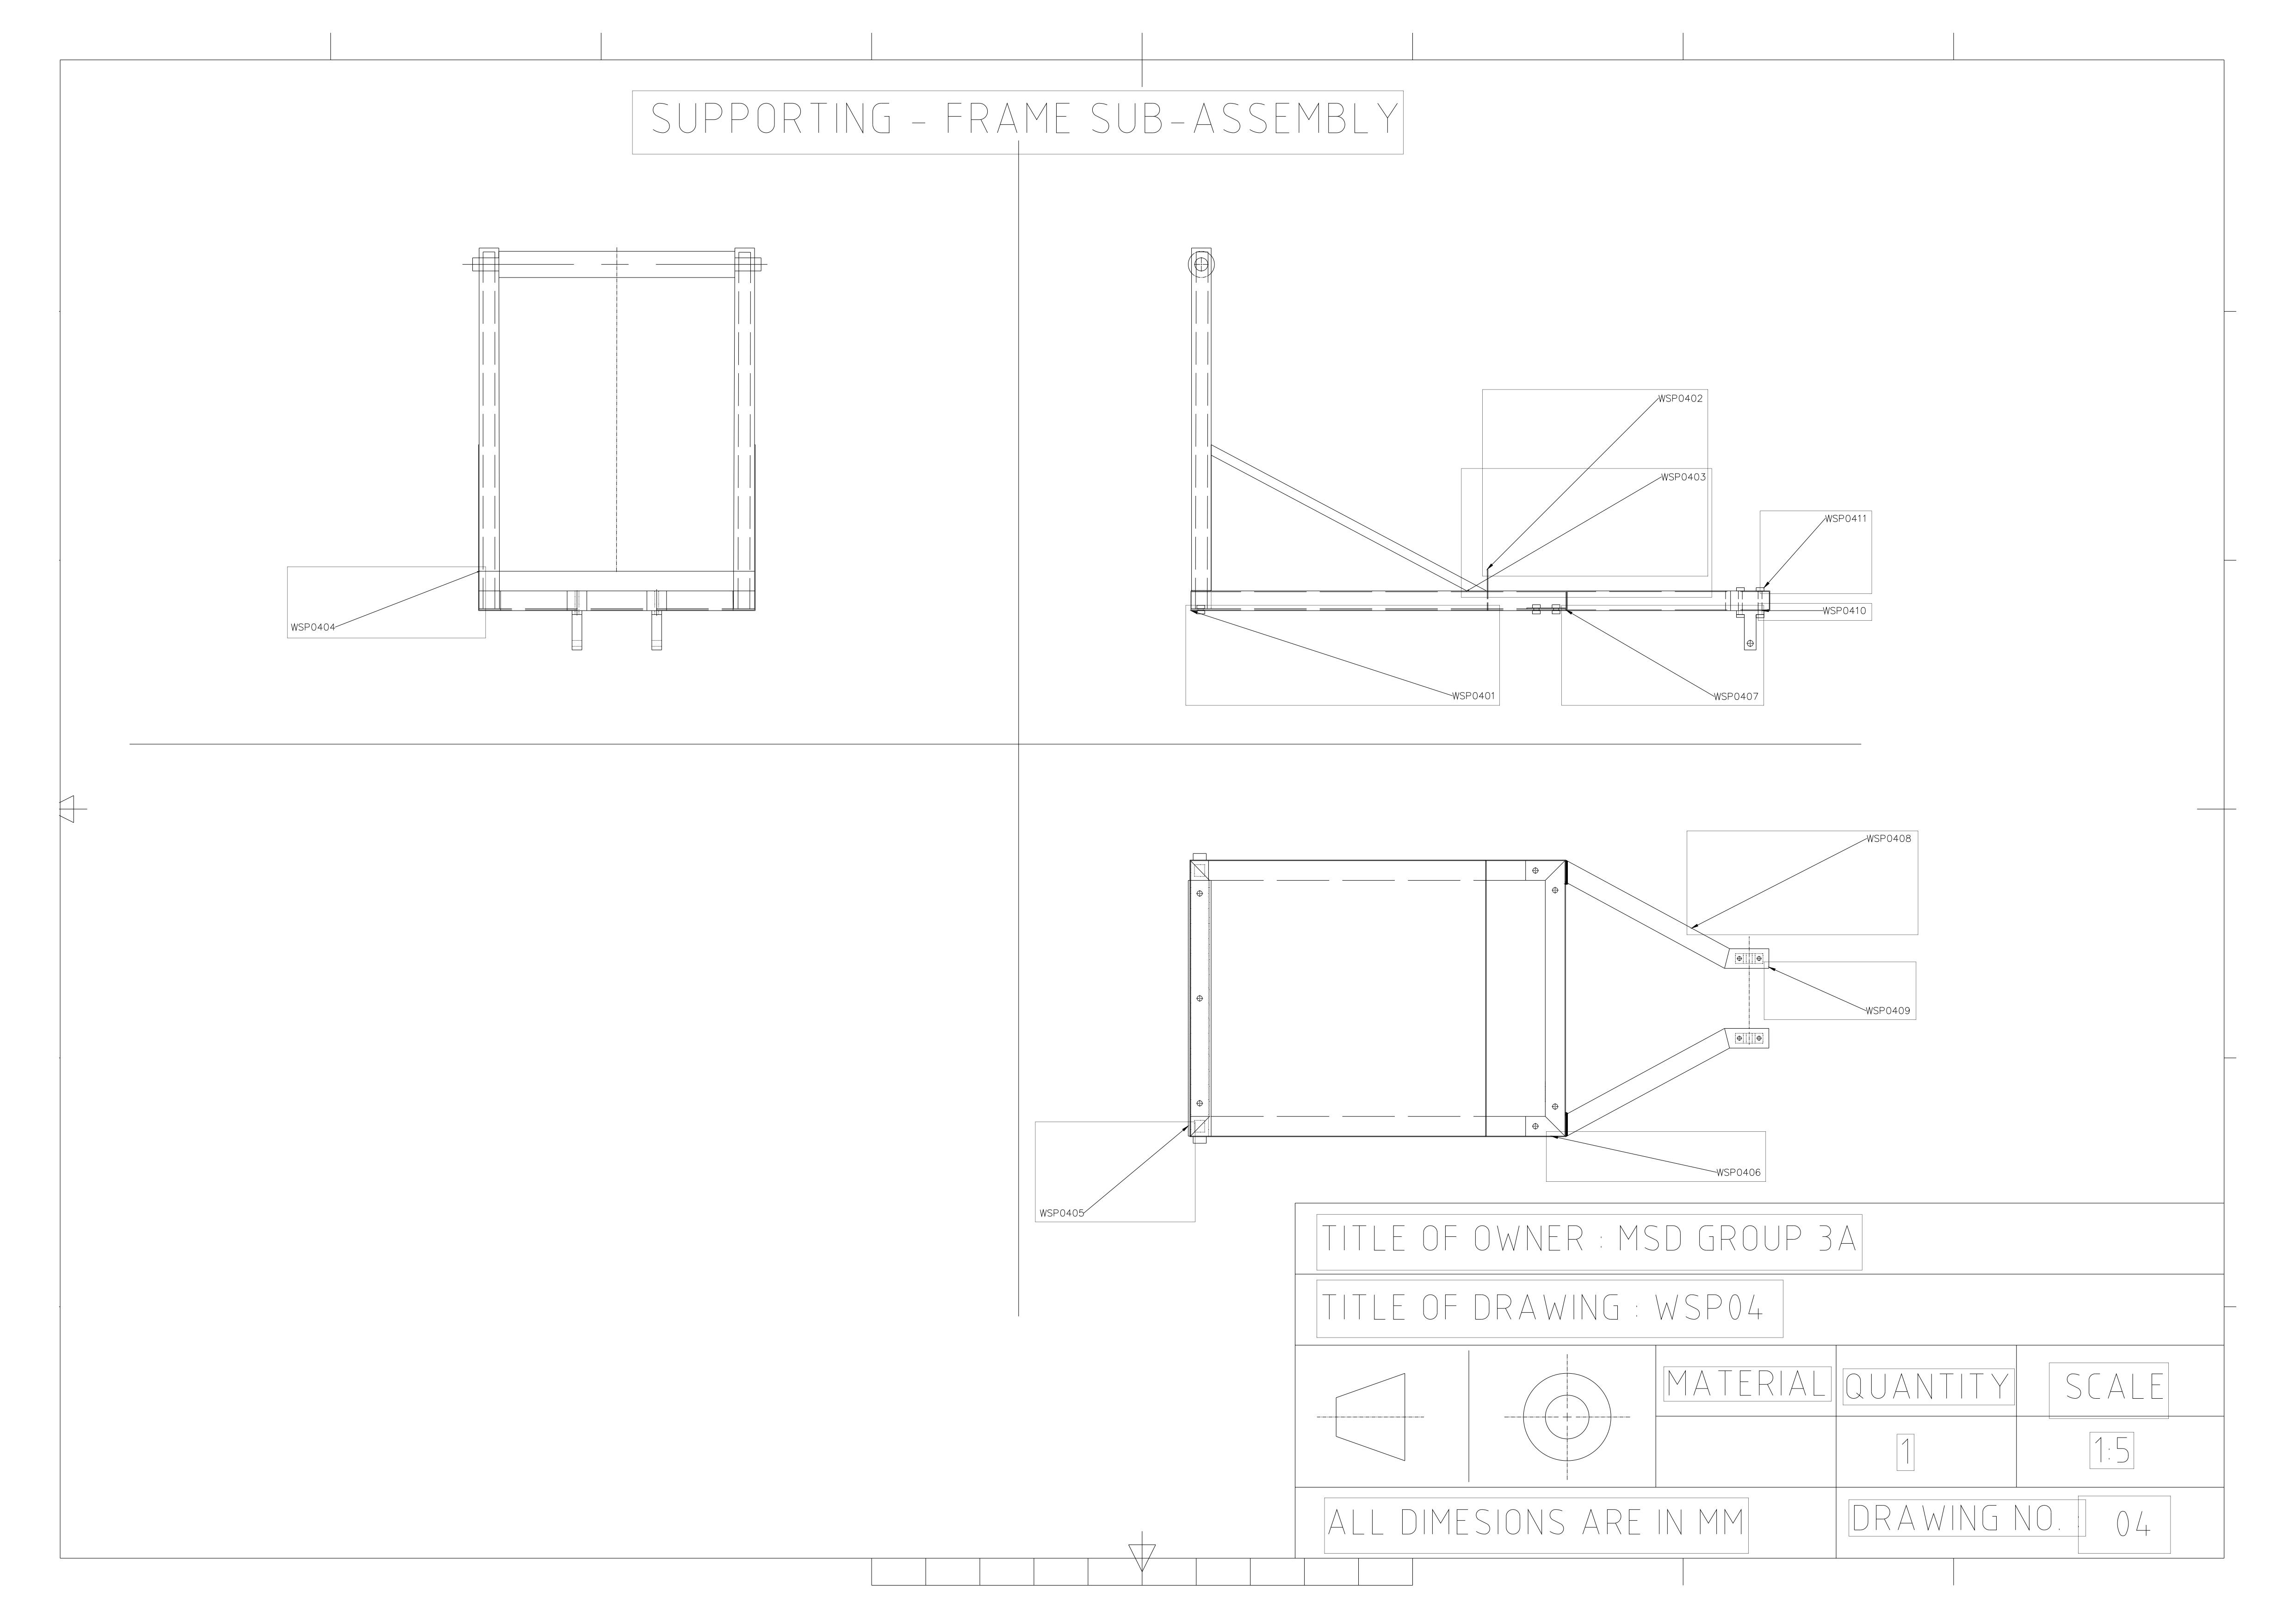 SUPPORTING - FRAME SUB-ASSEMBLY
WSP0402
WSP0403
WSP0411
WSP0410
WSP0404
WSP0401
WSP0407
WSP0408
WSP0409
WSP0406
WSP0405
TITLE OF OWNER : MSD GROUP 3A
TITLE OF DRAWING : WSP04
MATERIAL QUANTITY SCALE
1 1:5
ALL DIMESIONS ARE IN MM DRAWING NO. : 04